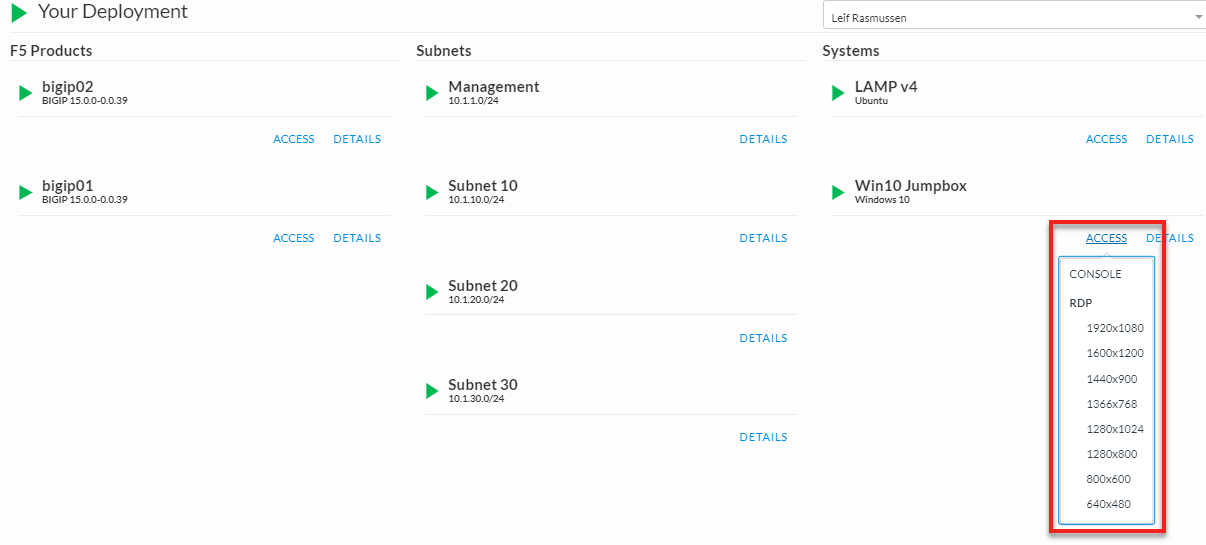 Your Deployment
Leif Rasmussen
F5 Products
bigip02
BIGIP 15.0.0-0.0.39
ACCESS DETAILS
bigip01
BIGIP 15.0.0-0.0.39
ACCESS DETAILS
Subnets
Management
10.1.1.0/24
DETAILS
Subnet 10
10.1.10.0/24
DETAILS
Subnet 20
10.1.20.0/24
DETAILS
Subnet 30
10.1.30.0/24
DETAILS
Systems
LAMP v4
Ubuntu
ACCESS DETAILS
Win10 Jumpbox
Windows 10
ACCESS DETAILS
CONSOLE
RDP
1920x1080
1600x1200
1440x900
1366x768
1280x1024
1280x800
800x600
640x480